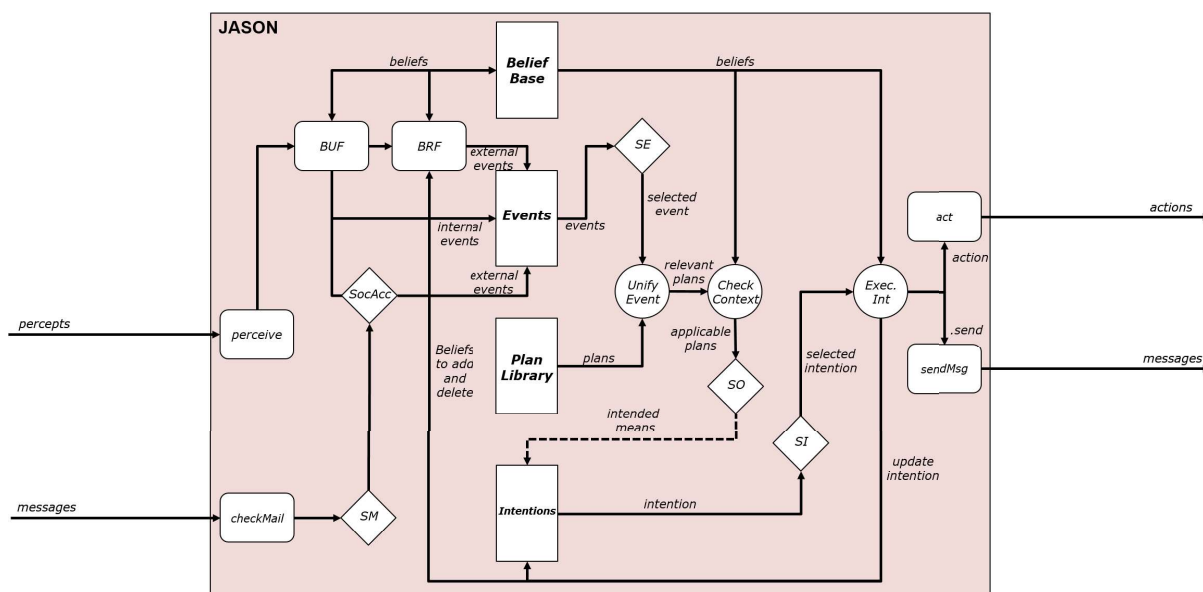 JASON
beliefs
Belief
Base
beliefs
BUF
BRF
external
events
SE
Events
internal
events
events
selected
event
act
actions
action
external
events
SocAcc
Unify
Event
relevant
plans
Check
Context
Exec.
Int
percepts
perceive
Beliefs
to add
and
delete
Plan
Library
plans
applicable
plans
selected
intention
.send
sendMsg
messages
SO
intended
means
SI
update
intention
messages
checkMail
SM
Intentions
intention